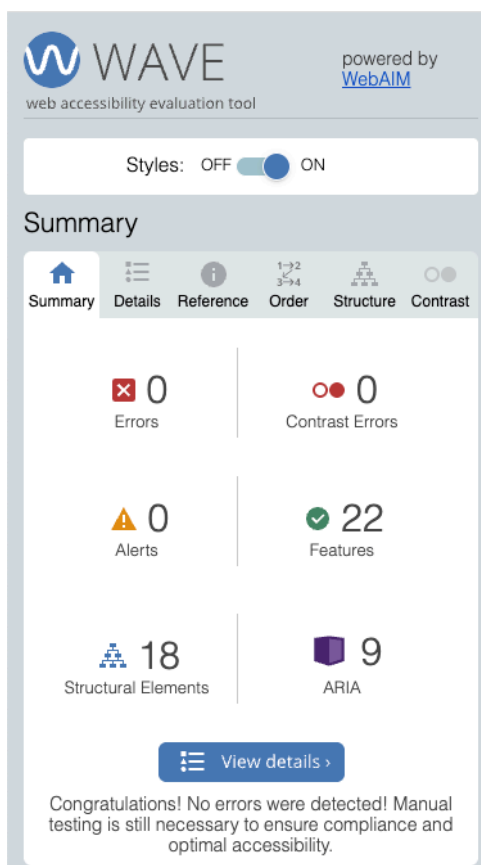 WAVE
powered by
WebAIM
web accessibility evaluation tool
Styles: OFF ON
Summary
1→2
3→4
Summary Details Reference Order Structure Contrast
0 0
Errors Contrast Errors
0 22
Alerts Features
18 9
Structural Elements ARIA
View details ›
Congratulations! No errors were detected! Manual
testing is still necessary to ensure compliance and
optimal accessibility.